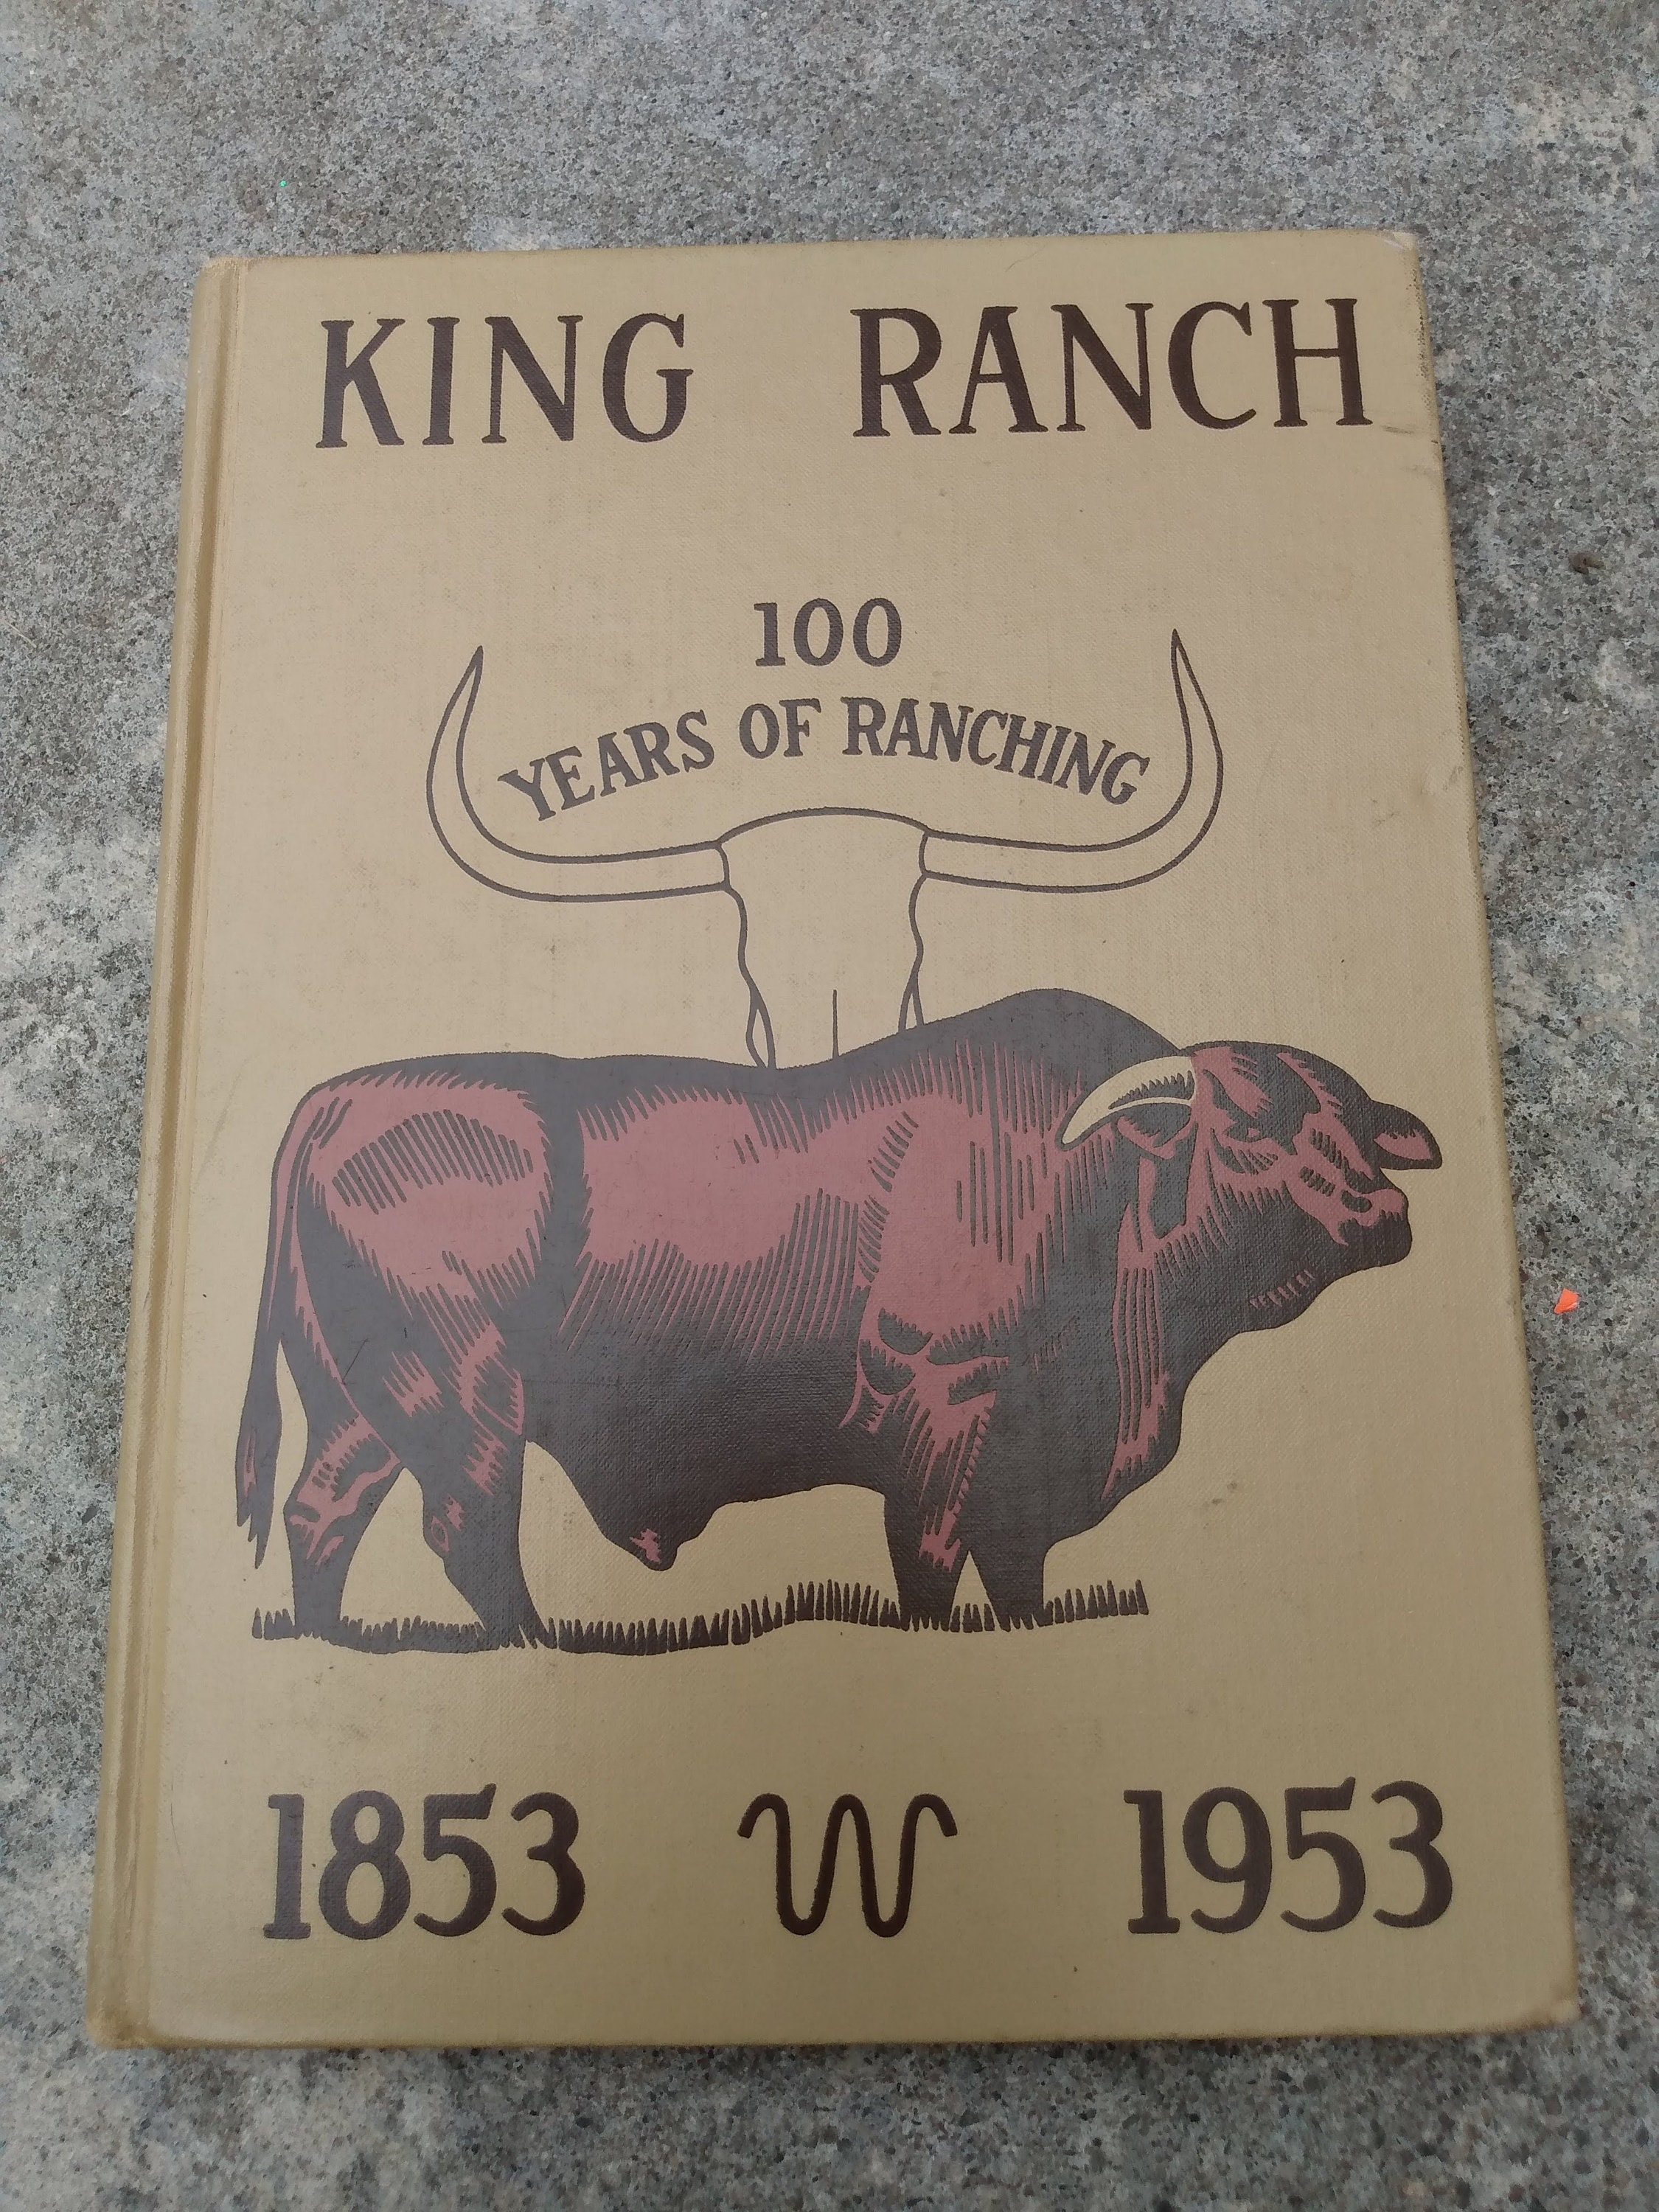 KING RANCH
100
YEARS OF RANCHING
1853 W 1953